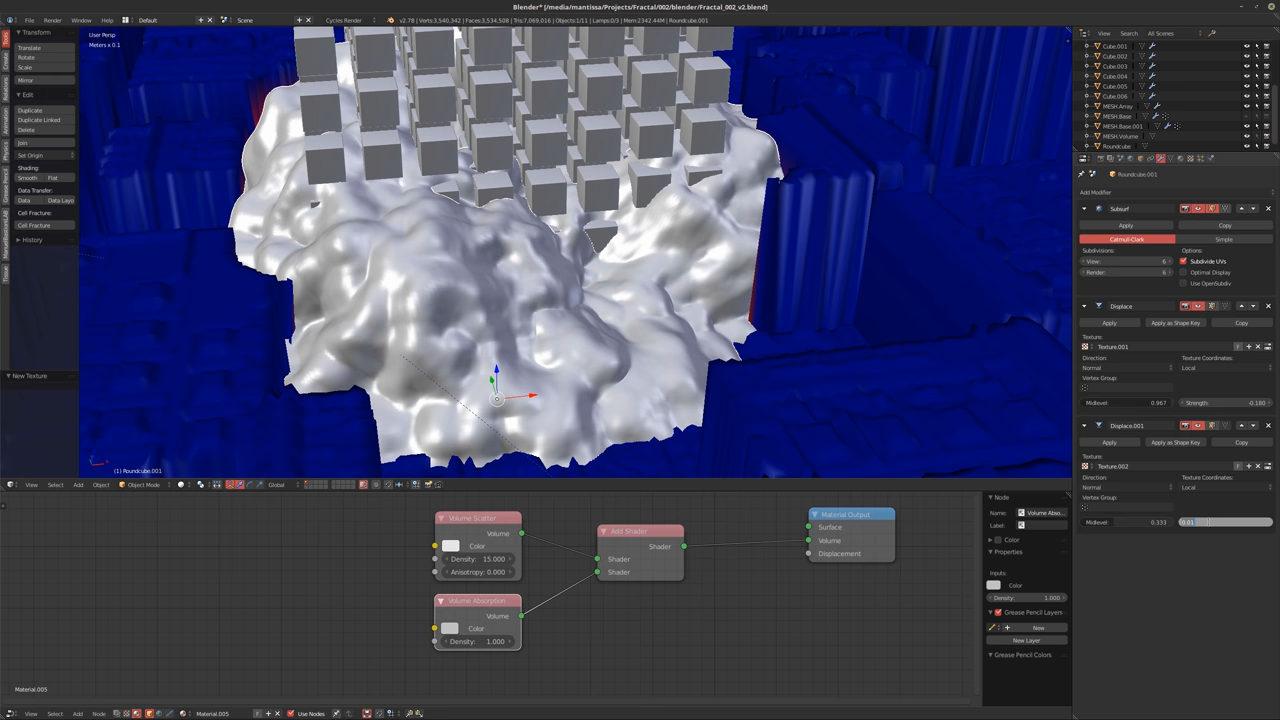 Blender* [/media/mantissa/Projects/Fractal/002/blender/Fractal_002_v2.blend]
File Render Window Help Default Scene Cycles Render v2.78 | Verts:3,540,342 | Faces:3,534,508 | Tris:7,069,016 | Objects:1/11 | Lamps:0/3 | Mem:2342.44M | Roundcube.001
Tools
Create
Relations
Animation
Physics
Grease Pencil
Tissue
Transform
Translate
Rotate
Scale
Mirror
Edit
Duplicate
Duplicate Linked
Delete
Join
Set Origin
Shading:
Smooth Flat
Data Transfer:
Data Data Layo
Cell Fracture:
Cell Fracture
History
New Texture
User Persp
Meters x 0.1
(1) Roundcube.001
View Select Add Object Object Mode Global
Volume Scatter
Volume
Color
Density: 15.000
Anisotropy: 0.000
Volume Absorption
Volume
Color
Density: 1.000
Add Shader
Shader
Shader
Shader
Material Output
Surface
Volume
Displacement
Material.005
View Select Add Node Material.005 F Use Nodes
Node
Name: Volume Abso...
Label:
Color
Properties
Inputs:
Color
Density: 1.000
Grease Pencil Layers
New
New Layer
Grease Pencil Colors
View Search All Scenes
Cube.001
Cube.002
Cube.003
Cube.004
Cube.005
Cube.006
MESH.Array
MESH.Base
MESH.Base.001
MESH.Volume
Roundcube
Roundcube.001
Add Modifier
Subsurf
Apply Copy
Catmull-Clark Simple
Subdivisions: Options:
View: 6 Subdivide UVs
Render: 6 Optimal Display
Use OpenSubdiv
Displace
Apply Apply as Shape Key Copy
Texture:
Texture.001 F
Direction: Texture Coordinates:
Normal Local
Vertex Group:
Midlevel: 0.967 Strength: -0.180
Displace.001
Apply Apply as Shape Key Copy
Texture:
Texture.002 F
Direction: Texture Coordinates:
Normal Local
Vertex Group:
Midlevel: 0.333 0.01